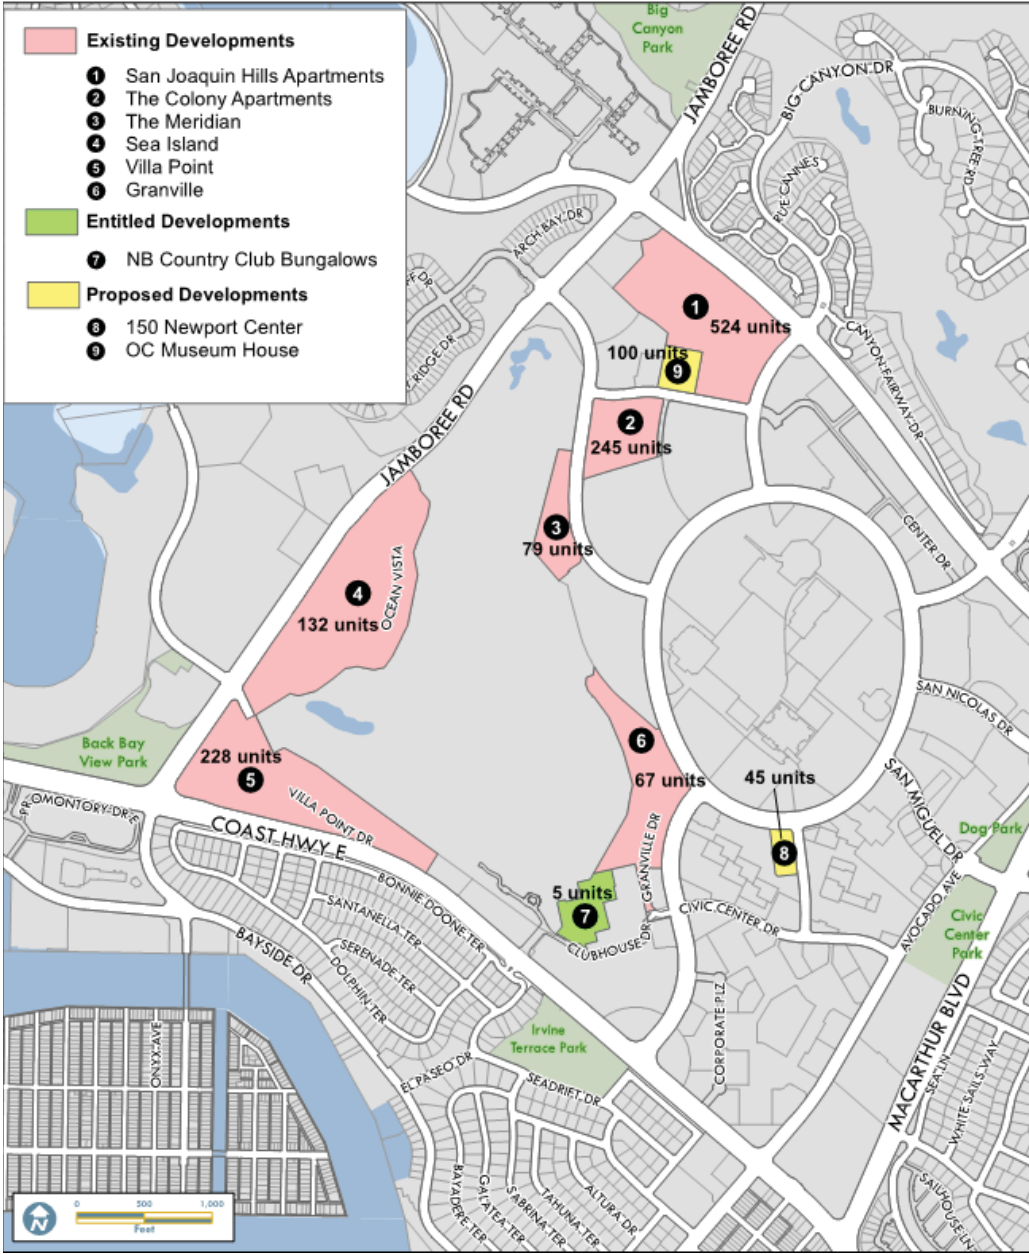 Existing Developments
1 San Joaquin Hills Apartments
2 The Colony Apartments
3 The Meridian
4 Sea Island
5 Villa Point
6 Granville
Entitled Developments
7 NB Country Club Bungalows
Proposed Developments
8 150 Newport Center
9 OC Museum House
Big
Canyon
Park
JAMBOREE RD
BIG CANYON DR
BURNING TREE RD
RUE CANNES
ARCH BAY DR
FF DR
RIDGE DR
1
524 units
100 units
9
CANYON FAIRWAY DR
2
245 units
JAMBOREE RD
3
79 units
CENTER DR
4
132 units
OCEAN VISTA
SAN NICOLAS DR
Back Bay
View Park
228 units
5
VILLA POINT DR
6
67 units
45 units
8
SAN MIGUEL DR
Dog Park
PROMONTORY DR E
COAST HWY E
GRANVILLE DR
5 units
7
CLUBHOUSE DR
CIVIC CENTER DR
AVOCADO AVE
Civic
Center
Park
BONNIE DOONE TER
SANTANELLA TER
SERENADE TER
DOLPHIN TER
BAYSIDE DR
CORPORATE PLZ
MACARTHUR BLVD
ONYX AVE
Irvine
Terrace Park
EL PASEO DR
SEADRIFT DR
SEA LN
WHITE SAILS WAY
BAYADERE TER
GALATEA TER
SABRINA TER
TAHUNA TER
ALTURA DR
SAILHOUSE LN
N
0 500 1,000
Feet